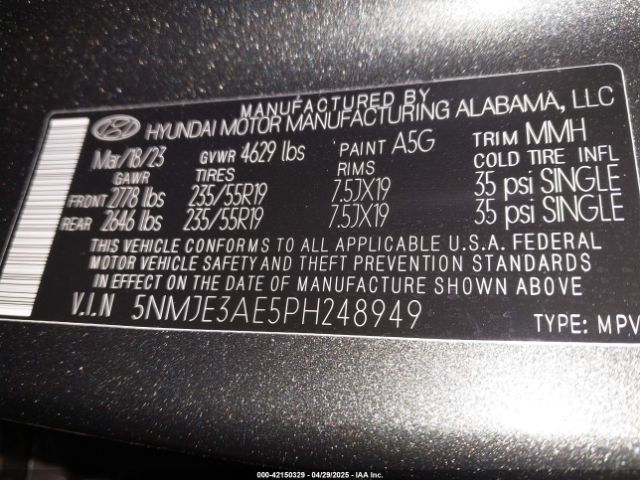 MANUFACTURED BY
HYUNDAI MOTOR MANUFACTURING ALABAMA, LLC
Mar/18/23 GVWR 4629 lbs PAINT A5G TRIM MMH
GAWR TIRES RIMS COLD TIRE INFL
FRONT 2778 lbs 235/55R19 7.5JX19 35 psi SINGLE
REAR 2646 lbs 235/55R19 7.5JX19 35 psi SINGLE
THIS VEHICLE CONFORMS TO ALL APPLICABLE U.S.A. FEDERAL
MOTOR VEHICLE SAFETY AND THEFT PREVENTION STANDARDS
IN EFFECT ON THE DATE OF MANUFACTURE SHOWN ABOVE
V.I.N 5NMJE3AE5PH248949 TYPE: MPV
000-42150329 04/29/2025 IAA Inc.